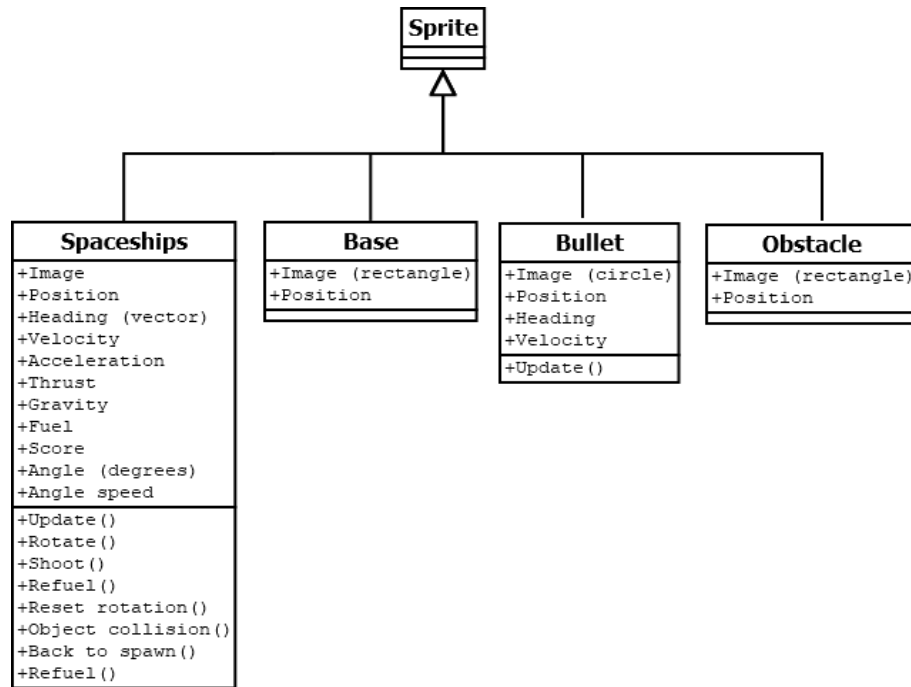 Sprite
Spaceships
+Image
+Position
+Heading (vector)
+Velocity
+Acceleration
+Thrust
+Gravity
+Fuel
+Score
+Angle (degrees)
+Angle speed
+Update()
+Rotate()
+Shoot()
+Refuel()
+Reset rotation()
+Object collision()
+Back to spawn()
+Refuel()
Base
+Image (rectangle)
+Position
Bullet
+Image (circle)
+Position
+Heading
+Velocity
+Update()
Obstacle
+Image (rectangle)
+Position